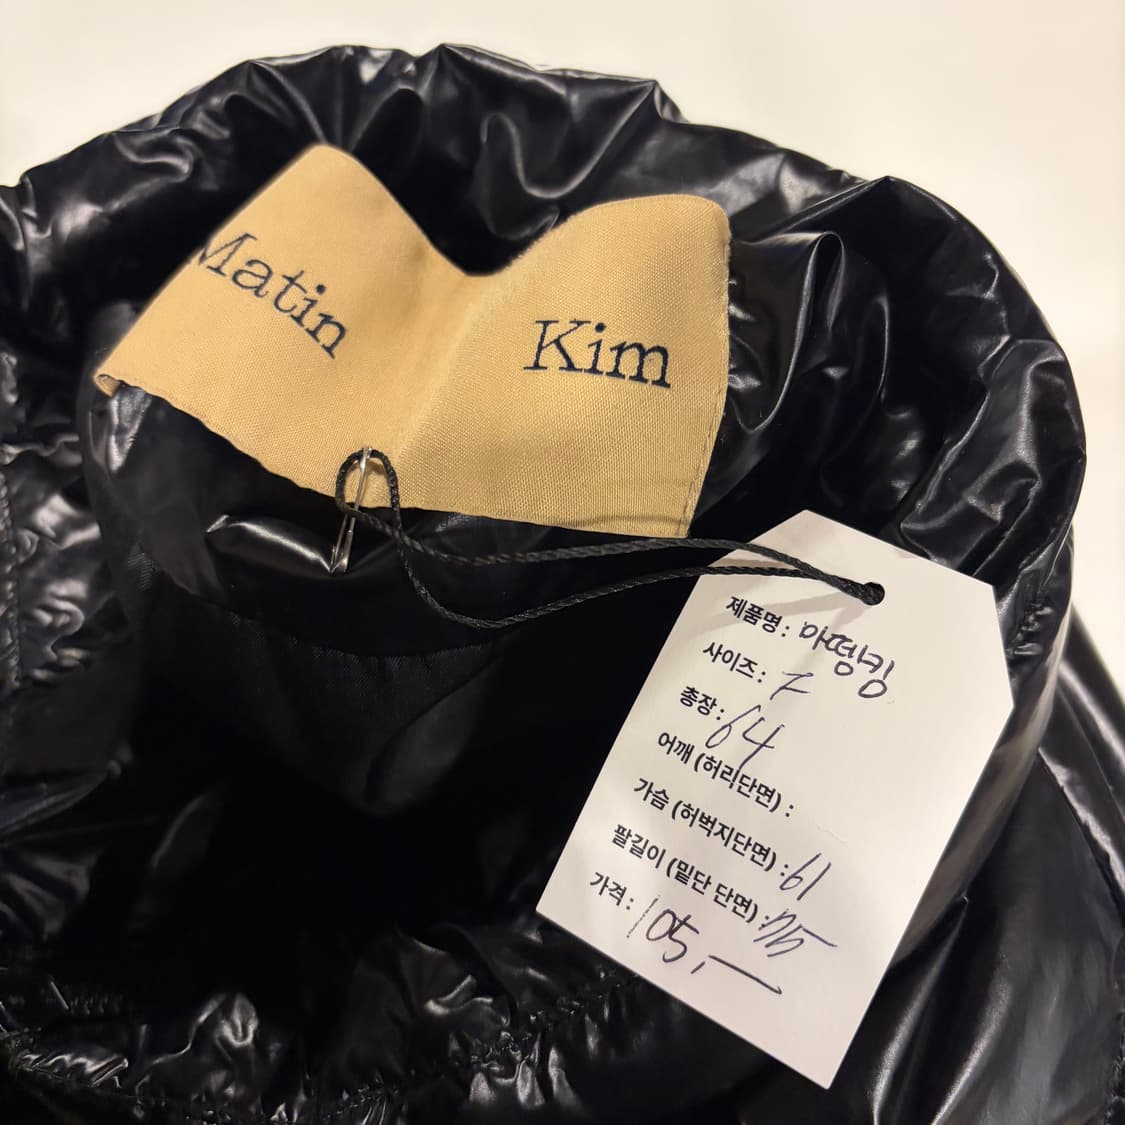 Matin Kim
제품명: 마뗑킴
사이즈: F
총장: 64
어깨 (허리단면) :
가슴 (허벅지단면) : 61
팔길이 (밑단 단면) : 75
가격: 105,—